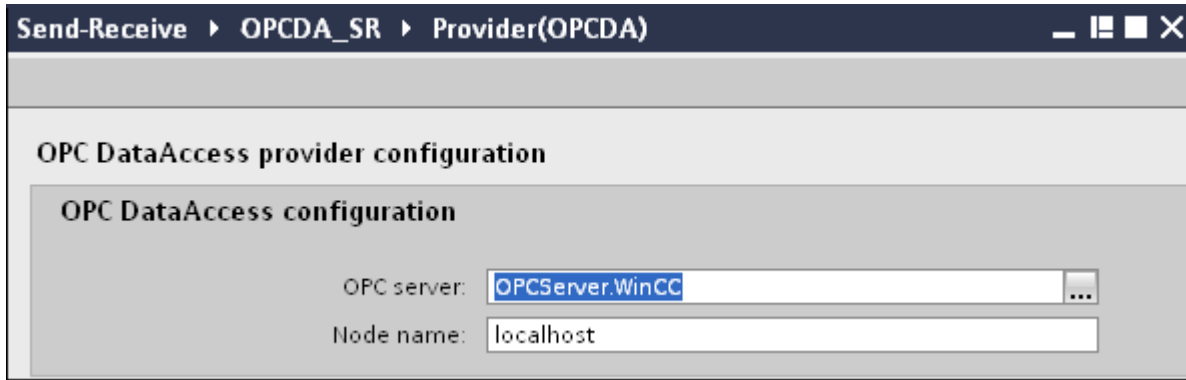 Send-Receive ▸ OPCDA_SR ▸ Provider(OPCDA)
OPC DataAccess provider configuration
OPC DataAccess configuration
OPC server: OPCServer.WinCC ...
Node name: localhost